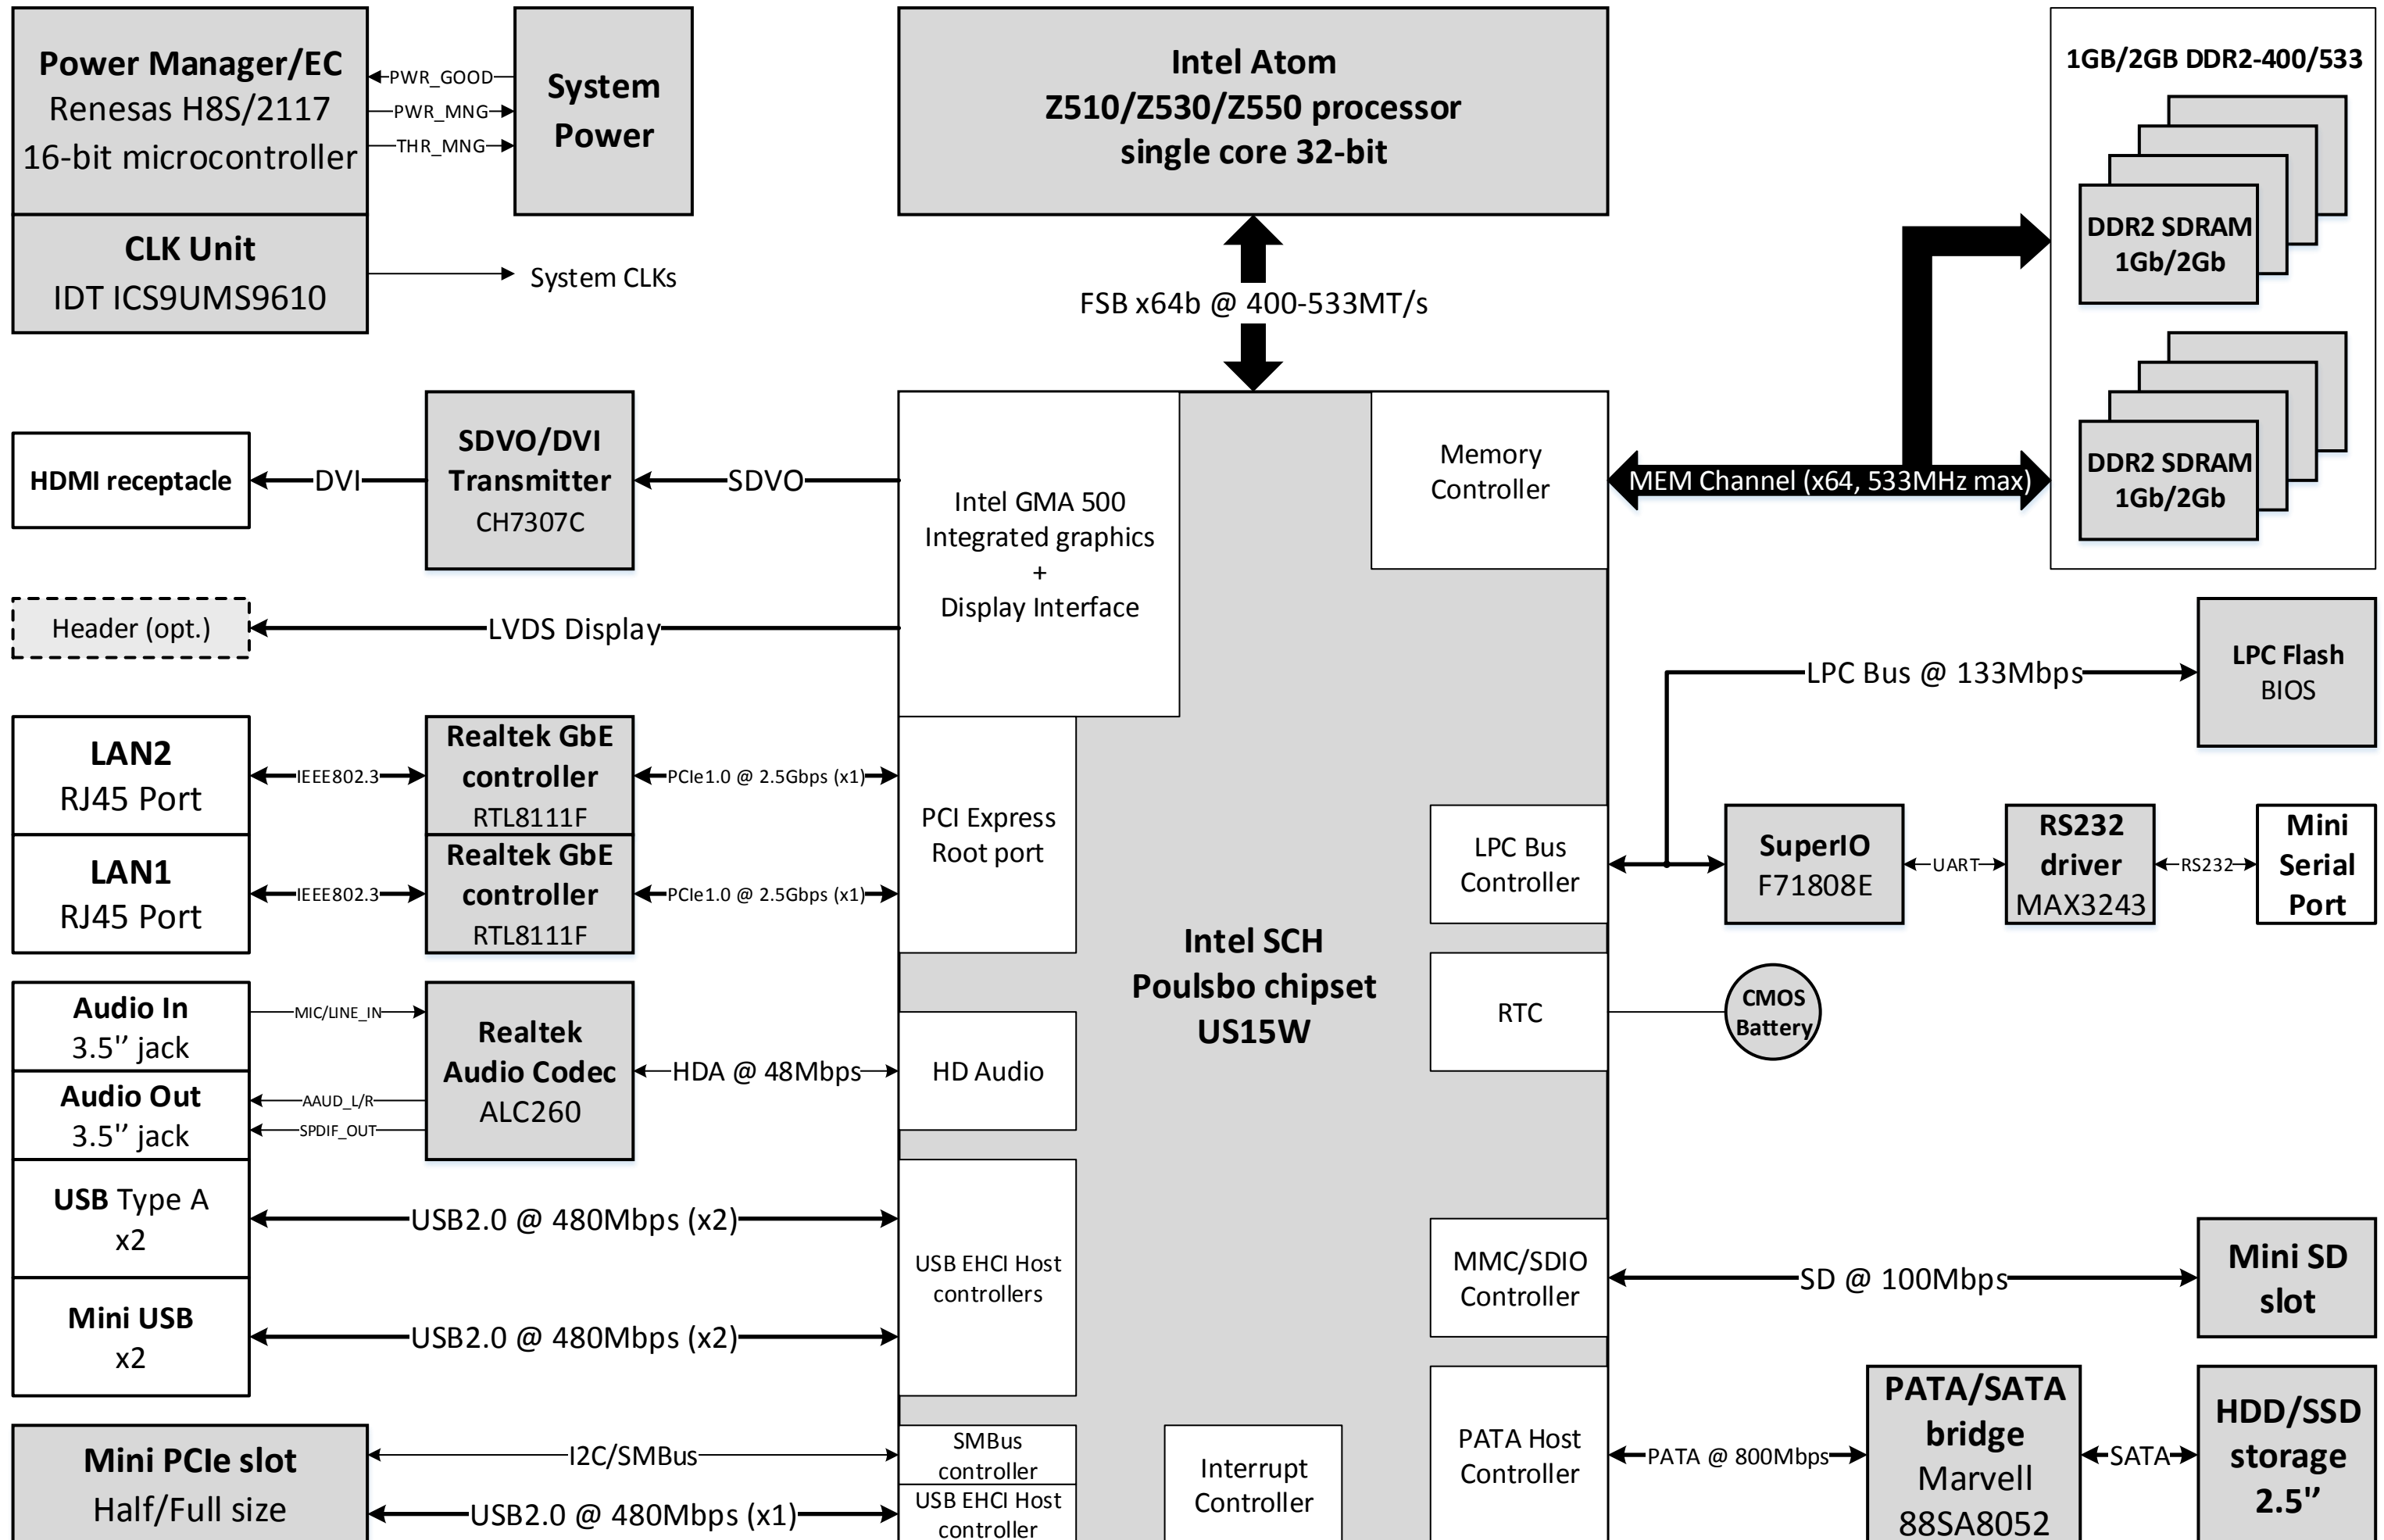 Power Manager/EC
Renesas H8S/2117
16-bit microcontroller
PWR_GOOD
PWR_MNG
THR_MNG
System
Power
CLK Unit
IDT ICS9UMS9610
System CLKs
Intel Atom
Z510/Z530/Z550 processor
single core 32-bit
FSB x64b @ 400-533MT/s
1GB/2GB DDR2-400/533
DDR2 SDRAM
1Gb/2Gb
DDR2 SDRAM
1Gb/2Gb
MEM Channel (x64, 533MHz max)
Memory
Controller
HDMI receptacle
DVI
SDVO/DVI
Transmitter
CH7307C
SDVO
Intel GMA 500
Integrated graphics
+
Display Interface
Header (opt.)
LVDS Display
LPC Bus @ 133Mbps
LPC Flash
BIOS
LAN2
RJ45 Port
IEEE802.3
Realtek GbE
controller
RTL8111F
PCIe1.0 @ 2.5Gbps (x1)
LAN1
RJ45 Port
IEEE802.3
Realtek GbE
controller
RTL8111F
PCIe1.0 @ 2.5Gbps (x1)
PCI Express
Root port
LPC Bus
Controller
SuperIO
F71808E
UART
RS232
driver
MAX3243
RS232
Mini
Serial
Port
Intel SCH
Poulsbo chipset
US15W
RTC
CMOS
Battery
Audio In
3.5'' jack
MIC/LINE_IN
Audio Out
3.5'' jack
AAUD_L/R
SPDIF_OUT
Realtek
Audio Codec
ALC260
HDA @ 48Mbps
HD Audio
USB Type A
x2
USB2.0 @ 480Mbps (x2)
Mini USB
x2
USB2.0 @ 480Mbps (x2)
USB EHCI Host
controllers
MMC/SDIO
Controller
SD @ 100Mbps
Mini SD
slot
Mini PCIe slot
Half/Full size
I2C/SMBus
USB2.0 @ 480Mbps (x1)
SMBus
controller
USB EHCI Host
controller
Interrupt
Controller
PATA Host
Controller
PATA @ 800Mbps
PATA/SATA
bridge
Marvell
88SA8052
SATA
HDD/SSD
storage
2.5''